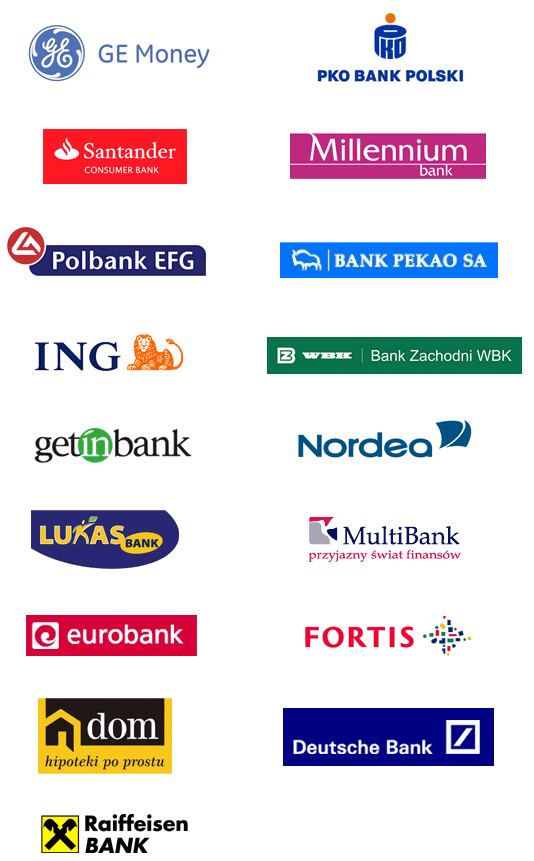 GE GE Money
PKO
PKO BANK POLSKI
Santander
CONSUMER BANK
Millennium
bank
Polbank EFG
BANK PEKAO SA
ING
B WBK Bank Zachodni WBK
getinbank
Nordea
LUKAS
BANK
MultiBank
przyjazny świat finansów
e eurobank
FORTIS
dom
hipoteki po prostu
Deutsche Bank
Raiffeisen
BANK